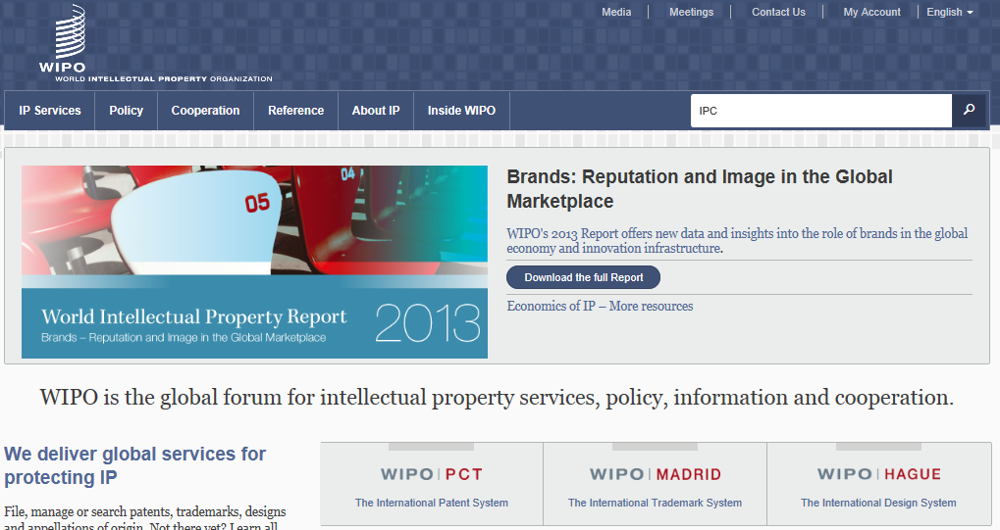 Media
Meetings
Contact Us
My Account
English
WIPO
WORLD INTELLECTUAL PROPERTY ORGANIZATION
IP Services
Policy
Cooperation
Reference
About IP
Inside WIPO
IPC
04
05
World Intellectual Property Report
Brands – Reputation and Image in the Global Marketplace
2013
Brands: Reputation and Image in the Global
Marketplace
WIPO's 2013 Report offers new data and insights into the role of brands in the global
economy and innovation infrastructure.
Download the full Report
Economics of IP – More resources
WIPO is the global forum for intellectual property services, policy, information and cooperation.
We deliver global services for
protecting IP
File, manage or search patents, trademarks, designs
and appellations of origin. Not there yet? Learn all
WIPO | PCT
The International Patent System
WIPO | MADRID
The International Trademark System
WIPO | HAGUE
The International Design System